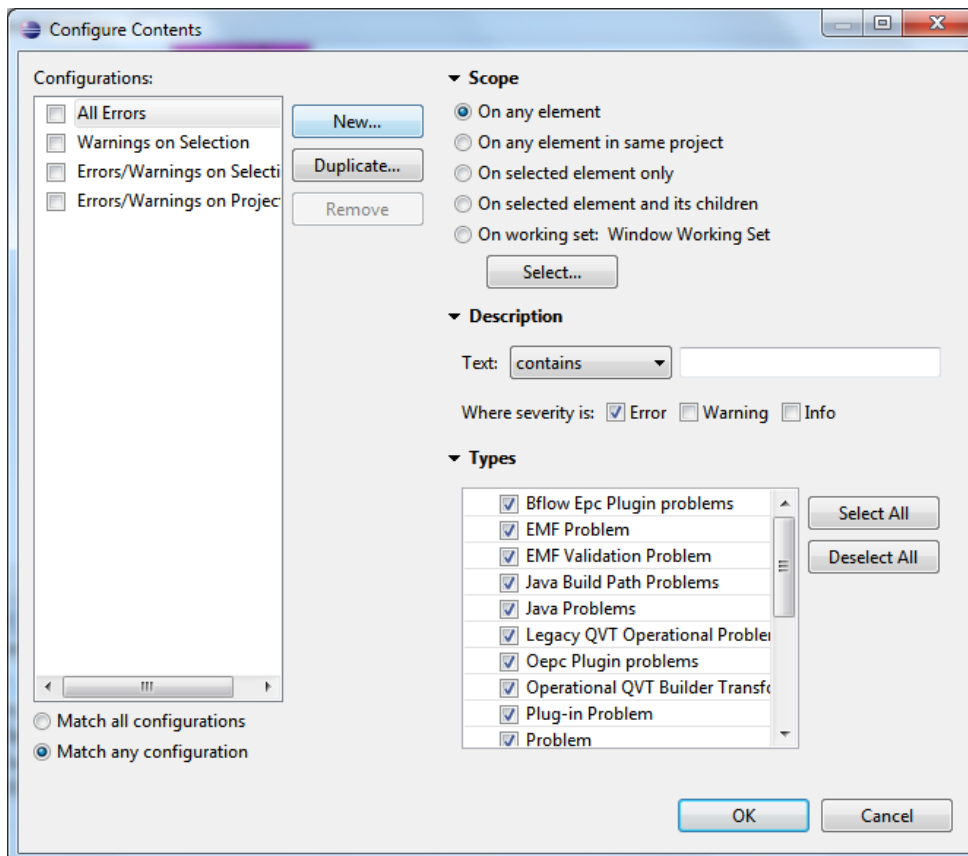 Configure Contents
Configurations:
All Errors
Warnings on Selection
Errors/Warnings on Selecti
Errors/Warnings on Projec
New...
Duplicate...
Remove
Match all configurations
Match any configuration
Scope
On any element
On any element in same project
On selected element only
On selected element and its children
On working set: Window Working Set
Select...
Description
Text: contains
Where severity is: Error Warning Info
Types
Bflow Epc Plugin problems
EMF Problem
EMF Validation Problem
Java Build Path Problems
Java Problems
Legacy QVT Operational Probler
Oepc Plugin problems
Operational QVT Builder Transfo
Plug-in Problem
Problem
Select All
Deselect All
OK Cancel